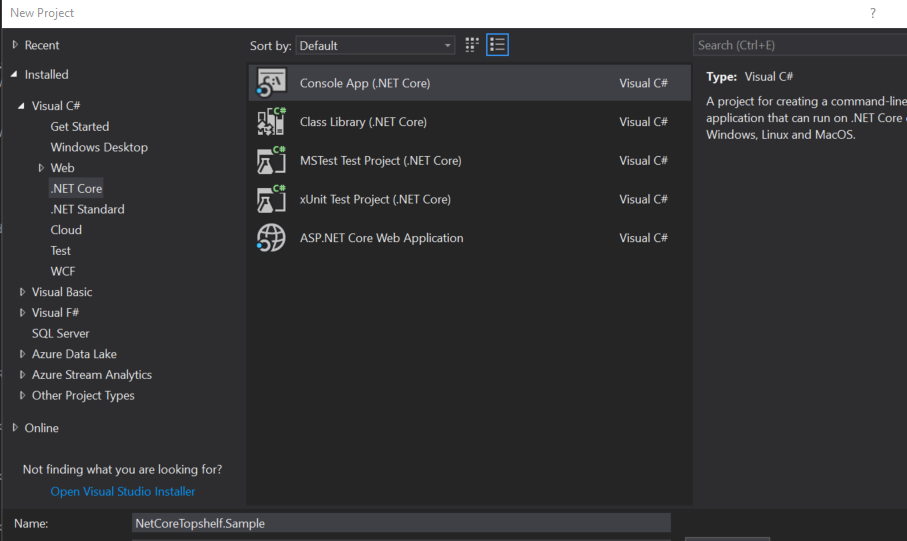 New Project
?
Recent
Installed
Visual C#
Get Started
Windows Desktop
Web
.NET Core
.NET Standard
Cloud
Test
WCF
Visual Basic
Visual F#
SQL Server
Azure Data Lake
Azure Stream Analytics
Other Project Types
Online
Not finding what you are looking for?
Open Visual Studio Installer
Sort by: Default
Console App (.NET Core) Visual C#
Class Library (.NET Core) Visual C#
MSTest Test Project (.NET Core) Visual C#
xUnit Test Project (.NET Core) Visual C#
ASP.NET Core Web Application Visual C#
Search (Ctrl+E)
Type: Visual C#
A project for creating a command-line
application that can run on .NET Core
Windows, Linux and MacOS.
Name: NetCoreTopshelf.Sample